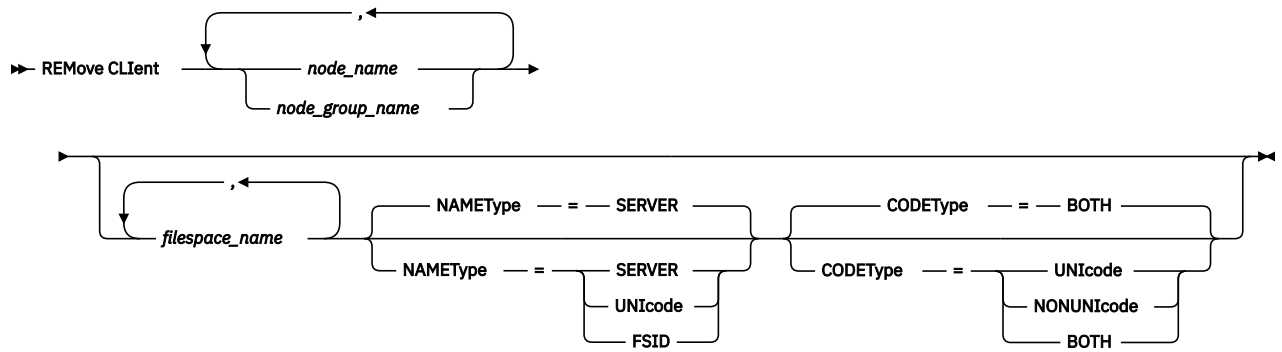 ,
REMove CLIent node_name
node_group_name
,
NAMEType = SERVER CODEType = BOTH
filespace_name
NAMEType = SERVER CODEType = UNIcode
UNIcode NONUNIcode
FSID BOTH